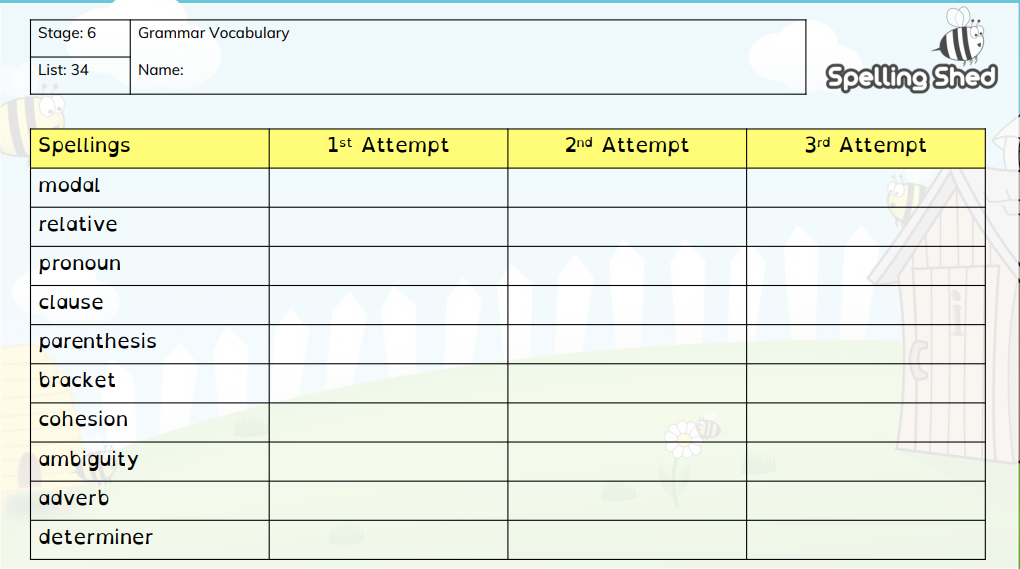 Stage: 6
Grammar Vocabulary
List: 34
Name:
Spelling Shed
Spellings 1st Attempt 2nd Attempt 3rd Attempt
modal
relative
pronoun
clause
parenthesis
bracket
cohesion
ambiguity
adverb
determiner